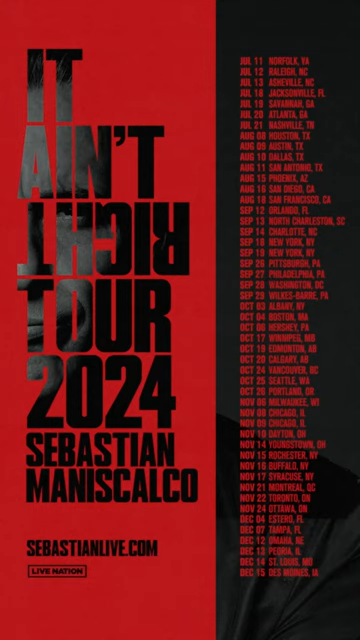 IT
AIN'T
RIGHT
TOUR
2024
SEBASTIAN
MANISCALCO
SEBASTIANLIVE.COM
LIVE NATION
JUL 11 NORFOLK, VA
JUL 12 RALEIGH, NC
JUL 13 ASHEVILLE, NC
JUL 18 JACKSONVILLE, FL
JUL 19 SAVANNAH, GA
JUL 20 ATLANTA, GA
JUL 21 NASHVILLE, TN
AUG 08 HOUSTON, TX
AUG 09 AUSTIN, TX
AUG 10 DALLAS, TX
AUG 11 SAN ANTONIO, TX
AUG 15 PHOENIX, AZ
AUG 16 SAN DIEGO, CA
AUG 18 SAN FRANCISCO, CA
SEP 12 ORLANDO, FL
SEP 13 NORTH CHARLESTON, SC
SEP 14 CHARLOTTE, NC
SEP 18 NEW YORK, NY
SEP 19 NEW YORK, NY
SEP 26 PITTSBURGH, PA
SEP 27 PHILADELPHIA, PA
SEP 28 WASHINGTON, DC
SEP 29 WILKES-BARRE, PA
OCT 03 ALBANY, NY
OCT 04 BOSTON, MA
OCT 06 HERSHEY, PA
OCT 17 WINNIPEG, MB
OCT 19 EDMONTON, AB
OCT 20 CALGARY, AB
OCT 24 VANCOUVER, BC
OCT 25 SEATTLE, WA
OCT 26 PORTLAND, OR
NOV 06 MILWAUKEE, WI
NOV 08 CHICAGO, IL
NOV 09 CHICAGO, IL
NOV 10 DAYTON, OH
NOV 14 YOUNGSTOWN, OH
NOV 15 ROCHESTER, NY
NOV 16 BUFFALO, NY
NOV 17 SYRACUSE, NY
NOV 21 MONTREAL, QC
NOV 22 TORONTO, ON
NOV 24 OTTAWA, ON
DEC 04 ESTERO, FL
DEC 07 TAMPA, FL
DEC 12 OMAHA, NE
DEC 13 PEORIA, IL
DEC 14 ST. LOUIS, MO
DEC 15 DES MOINES, IA